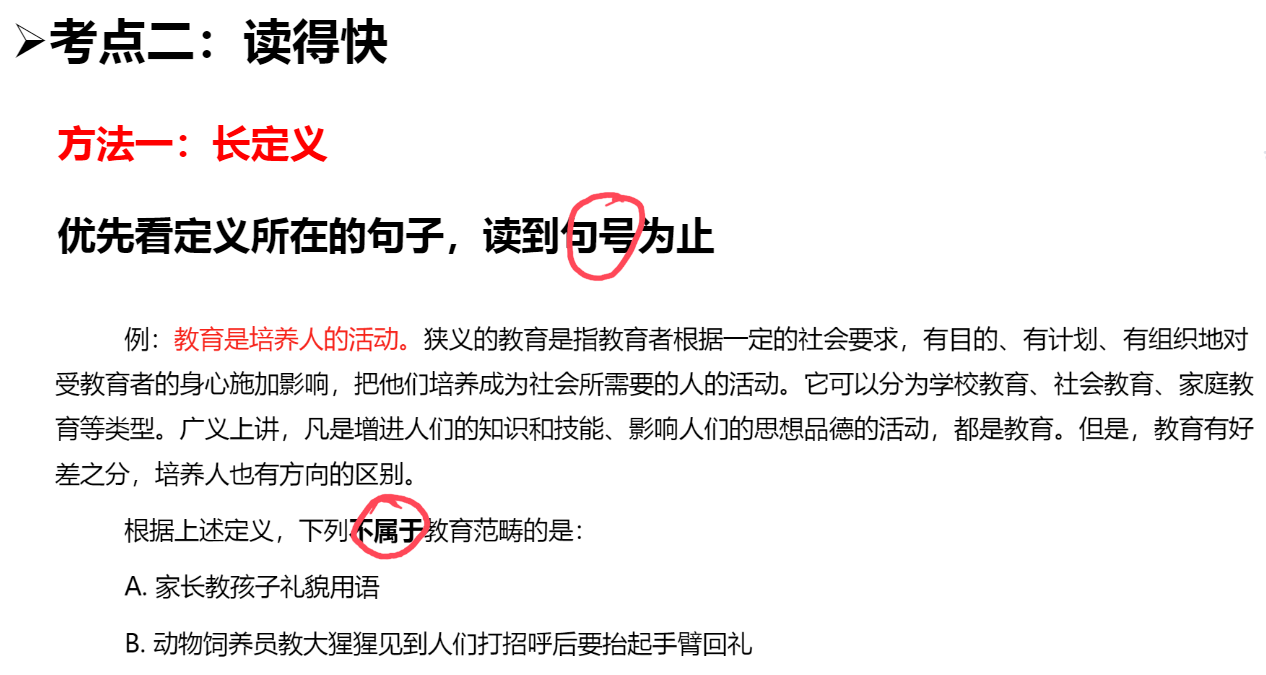 ➢考点二：读得快
方法一：长定义
优先看定义所在的句子，读到句号为止
例：教育是培养人的活动。狭义的教育是指教育者根据一定的社会要求，有目的、有计划、有组织地对
受教育者的身心施加影响，把他们培养成为社会所需要的人的活动。它可以分为学校教育、社会教育、家庭教
育等类型。广义上讲，凡是增进人们的知识和技能、影响人们的思想品德的活动，都是教育。但是，教育有好
差之分，培养人也有方向的区别。
根据上述定义，下列不属于教育范畴的是：
A. 家长教孩子礼貌用语
B. 动物饲养员教大猩猩见到人们打招呼后要抬起手臂回礼